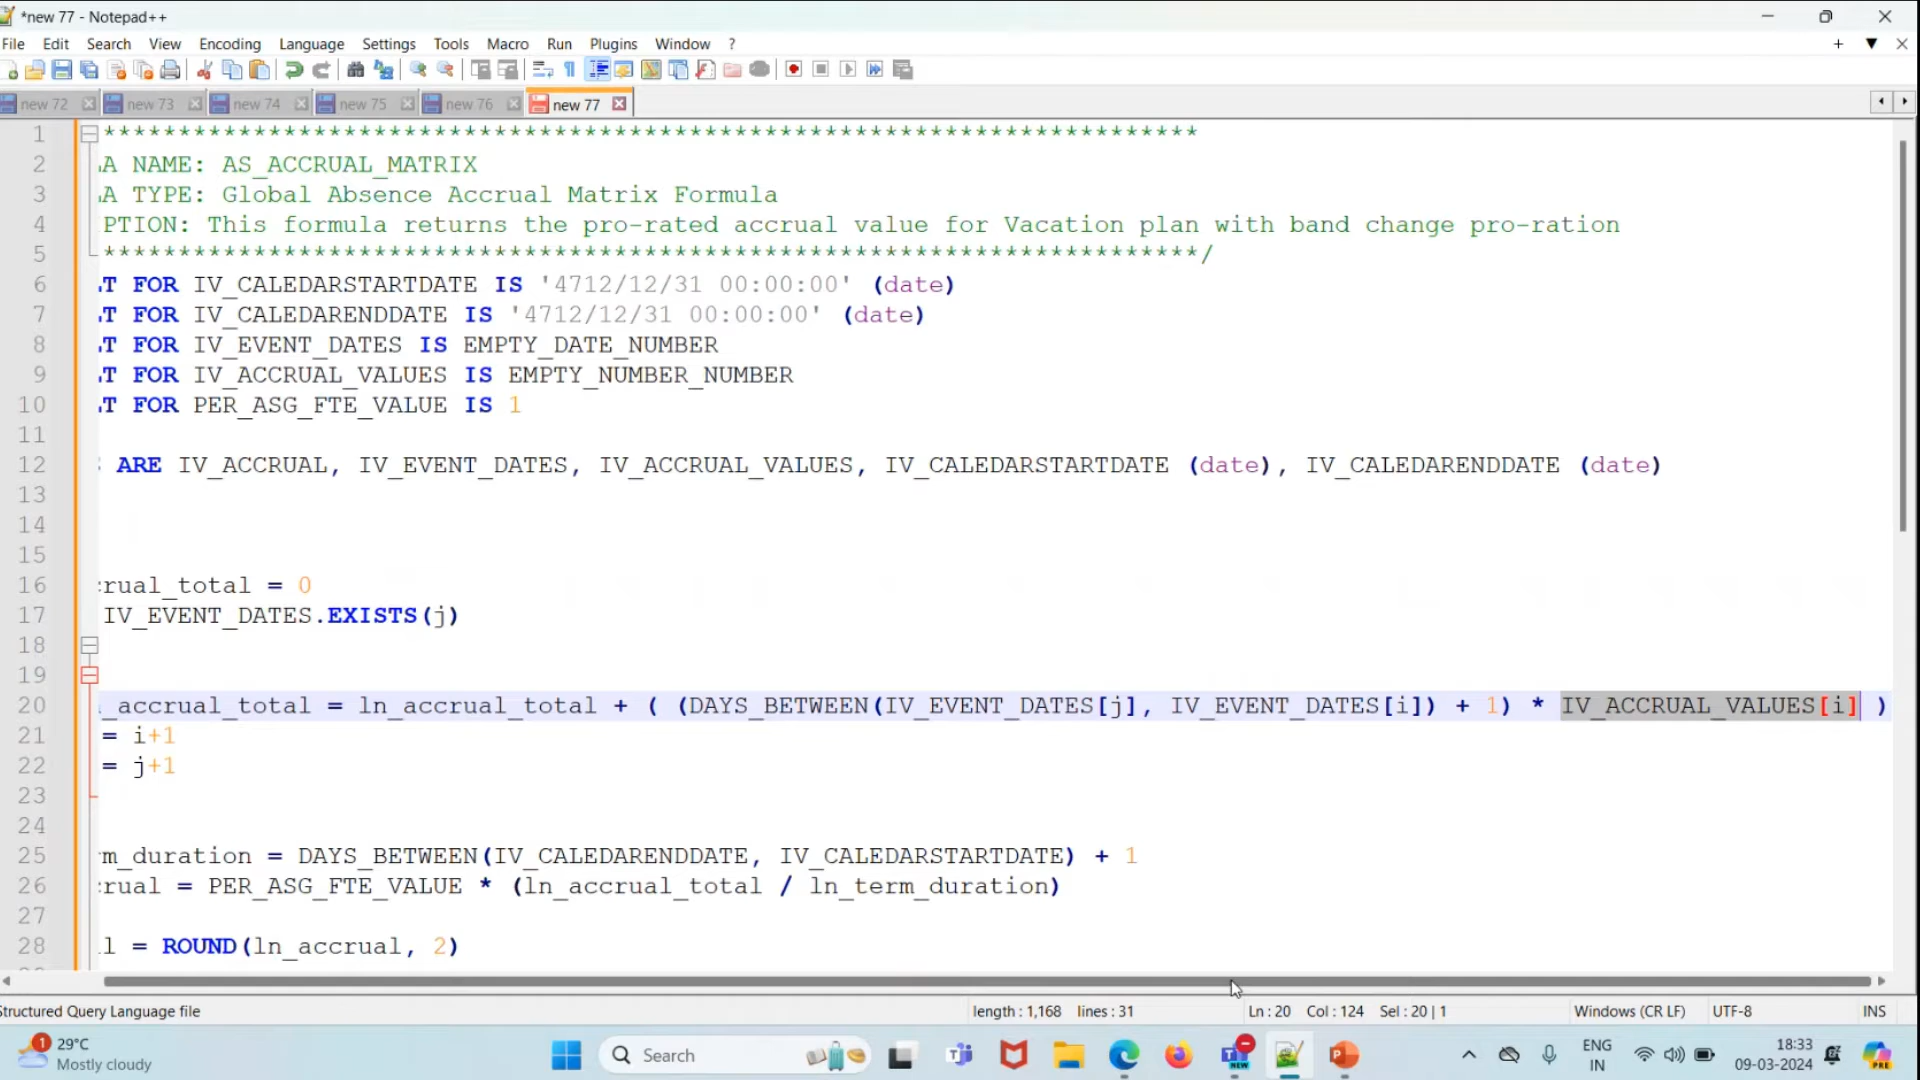 *new 77 - Notepad++
File Edit Search View Encoding Language Settings Tools Macro Run Plugins Window ?
new 72 new 73 new 74 new 75 new 76 new 77
1 *************************************************************************
2 A NAME: AS_ACCRUAL_MATRIX
3 A TYPE: Global Absence Accrual Matrix Formula
4 PTION: This formula returns the pro-rated accrual value for Vacation plan with band change pro-ration
5 *************************************************************************/
6 T FOR IV_CALEDARSTARTDATE IS '4712/12/31 00:00:00' (date)
7 T FOR IV_CALEDARENDDATE IS '4712/12/31 00:00:00' (date)
8 T FOR IV_EVENT_DATES IS EMPTY_DATE_NUMBER
9 T FOR IV_ACCRUAL_VALUES IS EMPTY_NUMBER_NUMBER
10 T FOR PER_ASG_FTE_VALUE IS 1
11
12 ARE IV_ACCRUAL, IV_EVENT_DATES, IV_ACCRUAL_VALUES, IV_CALEDARSTARTDATE (date), IV_CALEDARENDDATE (date)
13
14
15
16 rual_total = 0
17 IV_EVENT_DATES.EXISTS(j)
18
19
20 _accrual_total = ln_accrual_total + ( (DAYS_BETWEEN(IV_EVENT_DATES[j], IV_EVENT_DATES[i]) + 1) * IV_ACCRUAL_VALUES[i] )
21 = i+1
22 = j+1
23
24
25 m_duration = DAYS_BETWEEN(IV_CALEDARENDDATE, IV_CALEDARSTARTDATE) + 1
26 rual = PER_ASG_FTE_VALUE * (ln_accrual_total / ln_term_duration)
27
28 l = ROUND(ln_accrual, 2)
Structured Query Language file length : 1,168 lines : 31 Ln : 20 Col : 124 Sel : 20 | 1 Windows (CR LF) UTF-8 INS
1 29°C
Mostly cloudy
Search
NEW
ENG
IN
18:33
09-03-2024
PRE